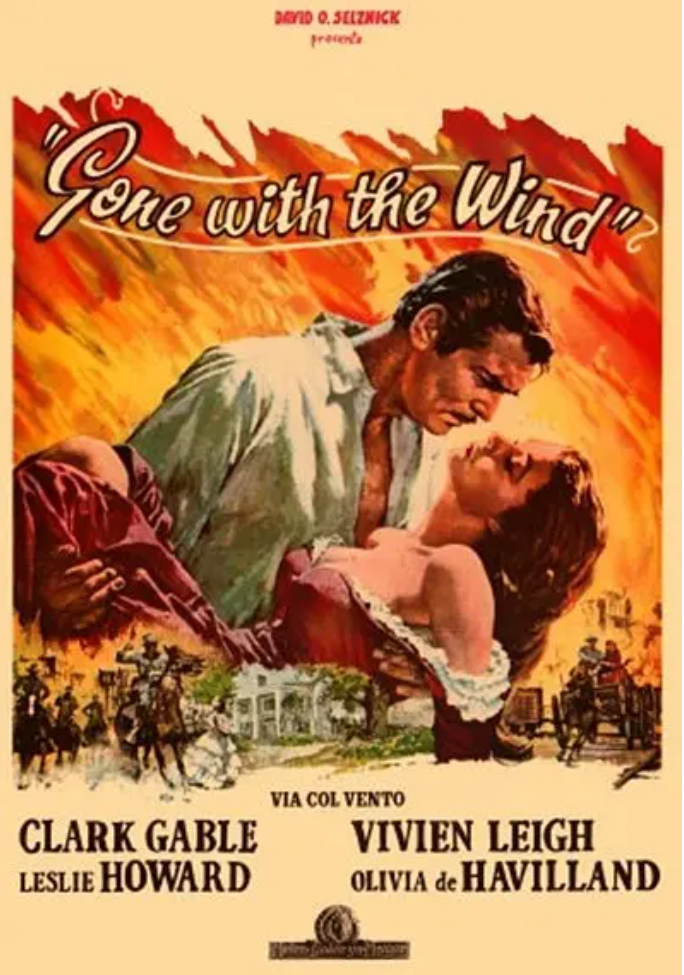 DAVID O. SELZNICK
presents
"Gone with the Wind"
VIA COL VENTO
CLARK GABLE VIVIEN LEIGH
LESLIE HOWARD OLIVIA de HAVILLAND